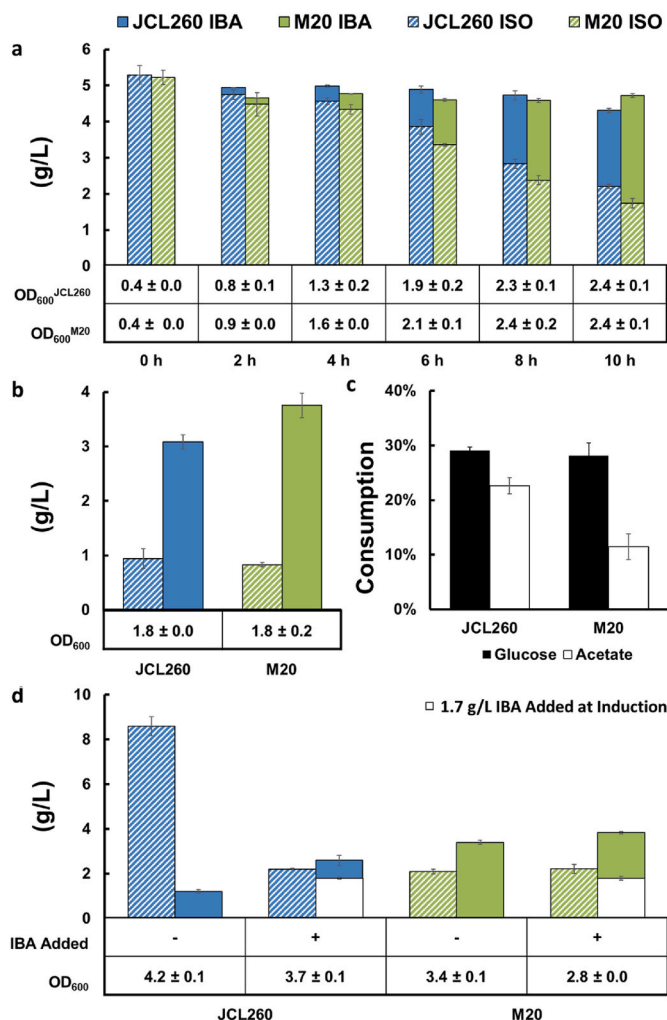 JCL260 IBA M20 IBA JCL260 ISO M20 ISO
a
6
5
4
3
2
1
0
(g/L)
OD600JCL260 0.4 ± 0.0 0.8 ± 0.1 1.3 ± 0.2 1.9 ± 0.2 2.3 ± 0.1 2.4 ± 0.1
OD600M20 0.4 ± 0.0 0.9 ± 0.0 1.6 ± 0.0 2.1 ± 0.1 2.4 ± 0.2 2.4 ± 0.1
0 h 2 h 4 h 6 h 8 h 10 h
b
4
3
2
1
0
(g/L)
OD600 1.8 ± 0.0 1.8 ± 0.2
JCL260 M20
c
40%
30%
20%
10%
0%
Consumption
JCL260 M20
Glucose Acetate
d
1.7 g/L IBA Added at Induction
10
8
6
4
2
0
(g/L)
IBA Added - + - +
OD600 4.2 ± 0.1 3.7 ± 0.1 3.4 ± 0.1 2.8 ± 0.0
JCL260 M20